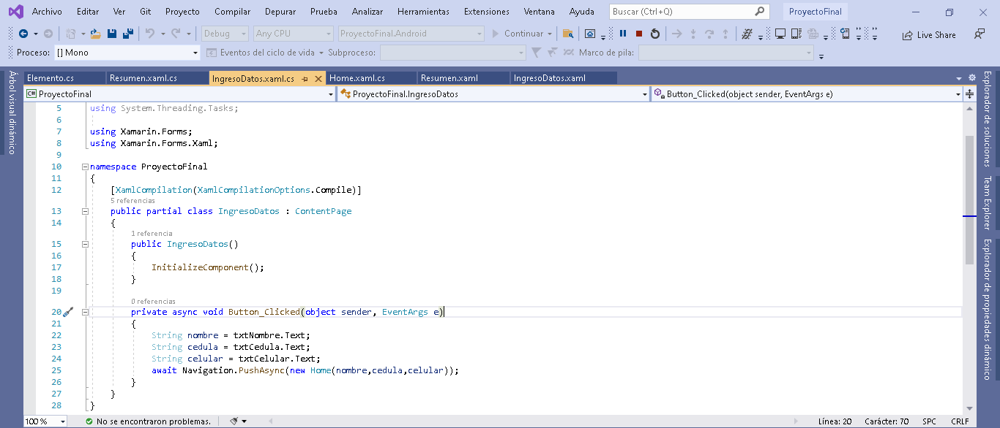 Archivo Editar Ver Git Proyecto Compilar Depurar Prueba Analizar Herramientas Extensiones Ventana Ayuda Buscar (Ctrl+Q) ProyectoFinal
Debug Any CPU ProyectoFinal.Android Continuar Live Share
Proceso: [] Mono Eventos del ciclo de vida Subproceso: Marco de pila:
Elemento.cs Resumen.xaml.cs IngresoDatos.xaml.cs Home.xaml.cs Resumen.xaml IngresoDatos.xaml
C# ProyectoFinal ProyectoFinal.IngresoDatos Button_Clicked(object sender, EventArgs e)
Árbol visual dinámico
5 using System.Threading.Tasks;
6
7 using Xamarin.Forms;
8 using Xamarin.Forms.Xaml;
9
10 namespace ProyectoFinal
11 {
12 [XamlCompilation(XamlCompilationOptions.Compile)]
5 referencias
13 public partial class IngresoDatos : ContentPage
14 {
1 referencia
15 public IngresoDatos()
16 {
17 InitializeComponent();
18 }
19
0 referencias
20 private async void Button_Clicked(object sender, EventArgs e)
21 {
22 String nombre = txtNombre.Text;
23 String cedula = txtCedula.Text;
24 String celular = txtCelular.Text;
25 await Navigation.PushAsync(new Home(nombre,cedula,celular));
26 }
27 }
28 }
Explorador de soluciones
Team Explorer
Explorador de propiedades dinámico
100 % No se encontraron problemas. Línea: 20 Carácter: 70 SPC CRLF